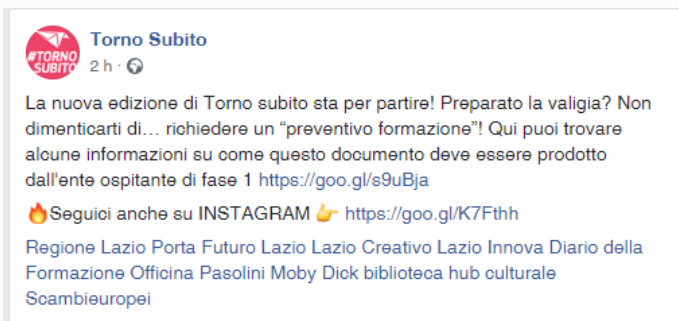 #TORNO
SUBITO
Torno Subito
2 h ·
La nuova edizione di Torno subito sta per partire! Preparato la valigia? Non
dimenticarti di… richiedere un “preventivo formazione”! Qui puoi trovare
alcune informazioni su come questo documento deve essere prodotto
dall'ente ospitante di fase 1 https://goo.gl/s9uBja
🔥Seguici anche su INSTAGRAM 👉 https://goo.gl/K7Fthh
Regione Lazio Porta Futuro Lazio Lazio Creativo Lazio Innova Diario della
Formazione Officina Pasolini Moby Dick biblioteca hub culturale
Scambieuropei